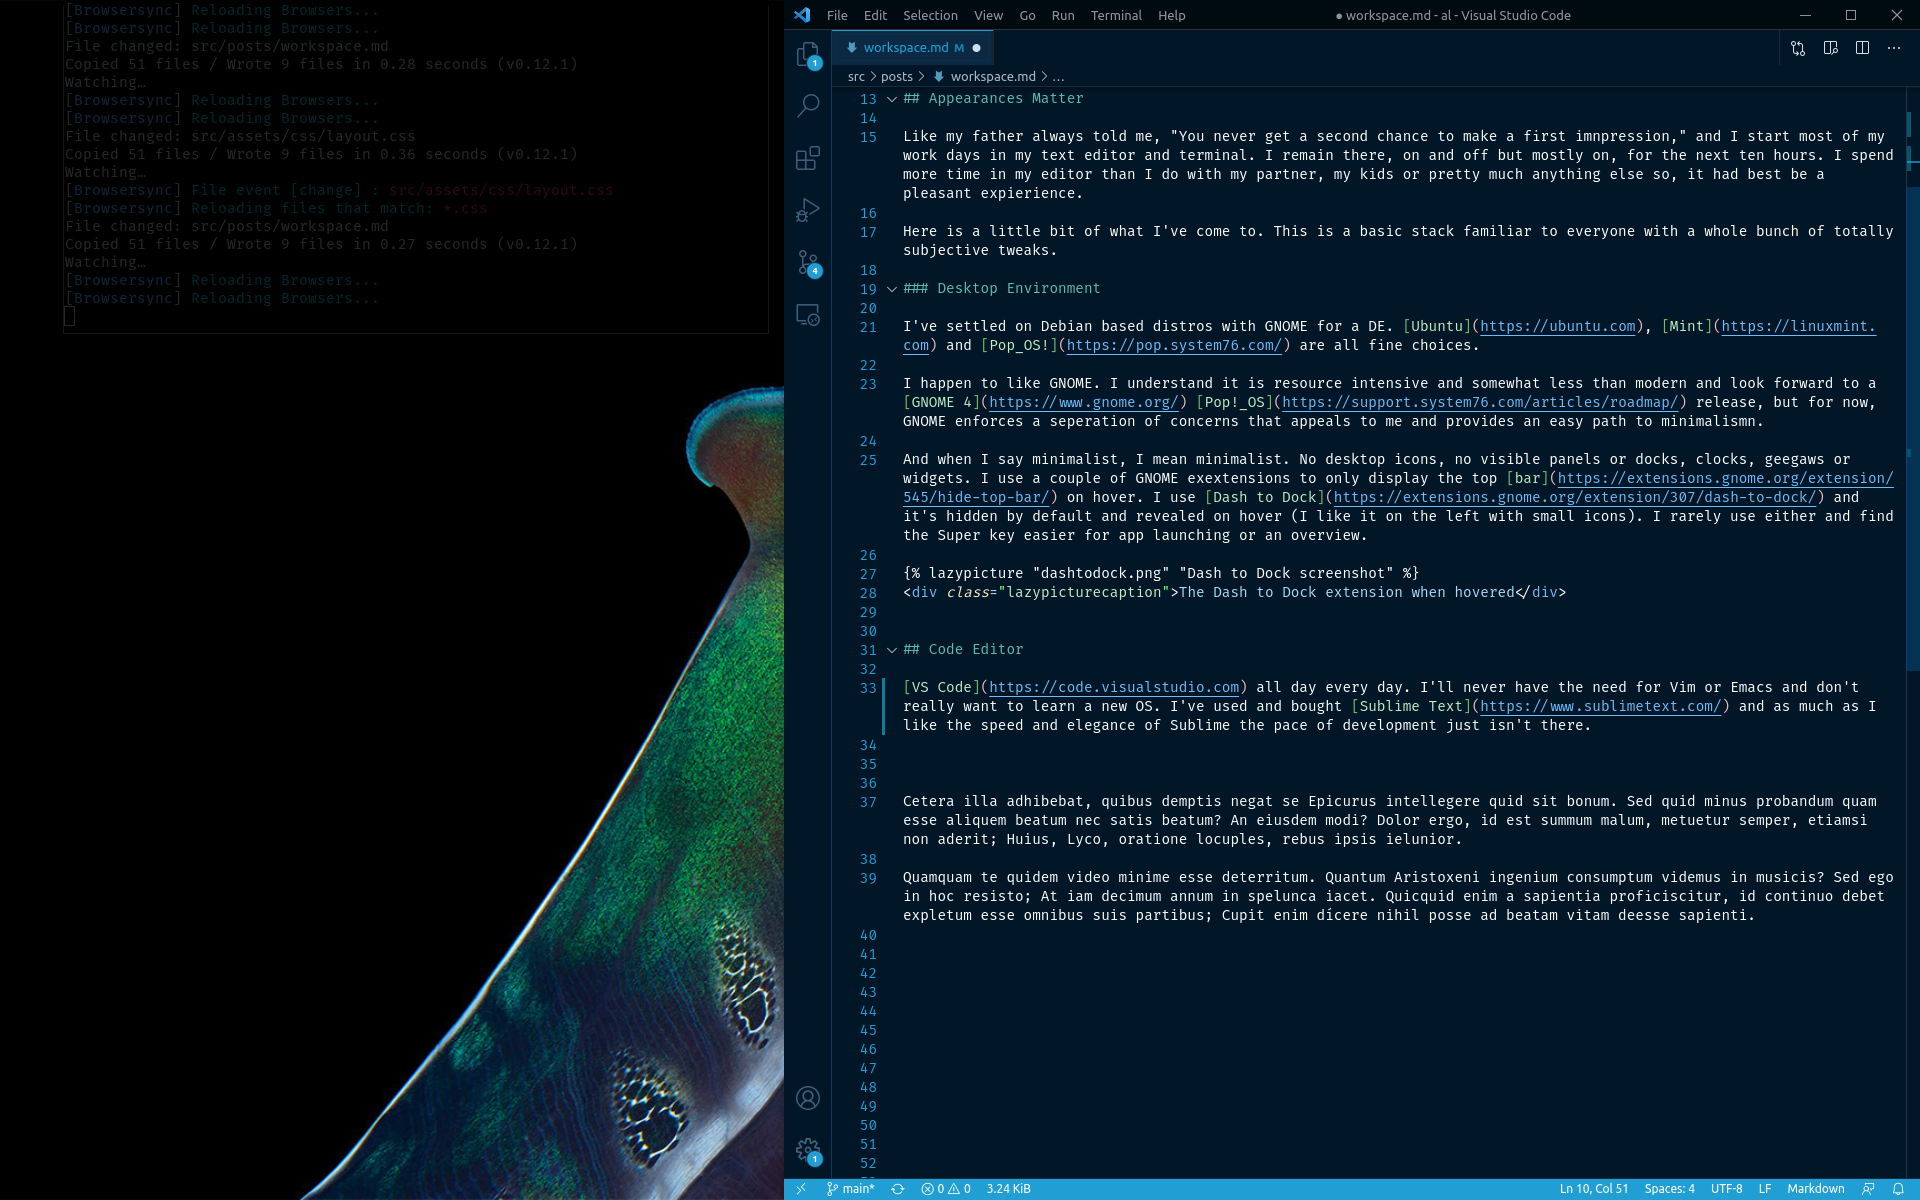 [Browsersync] Reloading Browsers...
[Browsersync] Reloading Browsers...
File changed: src/posts/workspace.md
Copied 51 files / Wrote 9 files in 0.28 seconds (v0.12.1)
Watching…
[Browsersync] Reloading Browsers...
[Browsersync] Reloading Browsers...
File changed: src/assets/css/layout.css
Copied 51 files / Wrote 9 files in 0.36 seconds (v0.12.1)
Watching…
[Browsersync] File event [change] : src/assets/css/layout.css
[Browsersync] Reloading files that match: *.css
File changed: src/posts/workspace.md
Copied 51 files / Wrote 9 files in 0.27 seconds (v0.12.1)
Watching…
[Browsersync] Reloading Browsers...
[Browsersync] Reloading Browsers...
File Edit Selection View Go Run Terminal Help
● workspace.md - al - Visual Studio Code
workspace.md M
src > posts > workspace.md > ...
1
4
1
13 ## Appearances Matter
14
15 Like my father always told me, "You never get a second chance to make a first imnpression," and I start most of my
work days in my text editor and terminal. I remain there, on and off but mostly on, for the next ten hours. I spend
more time in my editor than I do with my partner, my kids or pretty much anything else so, it had best be a
pleasant expierience.
16
17 Here is a little bit of what I've come to. This is a basic stack familiar to everyone with a whole bunch of totally
subjective tweaks.
18
19 ### Desktop Environment
20
21 I've settled on Debian based distros with GNOME for a DE. [Ubuntu](https://ubuntu.com), [Mint](https://linuxmint.
com) and [Pop_OS!](https://pop.system76.com/) are all fine choices.
22
23 I happen to like GNOME. I understand it is resource intensive and somewhat less than modern and look forward to a
[GNOME 4](https://www.gnome.org/) [Pop!_OS](https://support.system76.com/articles/roadmap/) release, but for now,
GNOME enforces a seperation of concerns that appeals to me and provides an easy path to minimalismn.
24
25 And when I say minimalist, I mean minimalist. No desktop icons, no visible panels or docks, clocks, geegaws or
widgets. I use a couple of GNOME exextensions to only display the top [bar](https://extensions.gnome.org/extension/
545/hide-top-bar/) on hover. I use [Dash to Dock](https://extensions.gnome.org/extension/307/dash-to-dock/) and
it's hidden by default and revealed on hover (I like it on the left with small icons). I rarely use either and find
the Super key easier for app launching or an overview.
26
27 {% lazypicture "dashtodock.png" "Dash to Dock screenshot" %}
28 <div class="lazypicturecaption">The Dash to Dock extension when hovered</div>
29
30
31 ## Code Editor
32
33 [VS Code](https://code.visualstudio.com) all day every day. I'll never have the need for Vim or Emacs and don't
really want to learn a new OS. I've used and bought [Sublime Text](https://www.sublimetext.com/) and as much as I
like the speed and elegance of Sublime the pace of development just isn't there.
34
35
36
37 Cetera illa adhibebat, quibus demptis negat se Epicurus intellegere quid sit bonum. Sed quid minus probandum quam
esse aliquem beatum nec satis beatum? An eiusdem modi? Dolor ergo, id est summum malum, metuetur semper, etiamsi
non aderit; Huius, Lyco, oratione locuples, rebus ipsis ielunior.
38
39 Quamquam te quidem video minime esse deterritum. Quantum Aristoxeni ingenium consumptum videmus in musicis? Sed ego
in hoc resisto; At iam decimum annum in spelunca iacet. Quicquid enim a sapientia proficiscitur, id continuo debet
expletum esse omnibus suis partibus; Cupit enim dícere nihil posse ad beatam vitam deesse sapienti.
40
41
42
43
44
45
46
47
48
49
50
51
52
main* 0 0 3.24 KiB
Ln 10, Col 51 Spaces: 4 UTF-8 LF Markdown